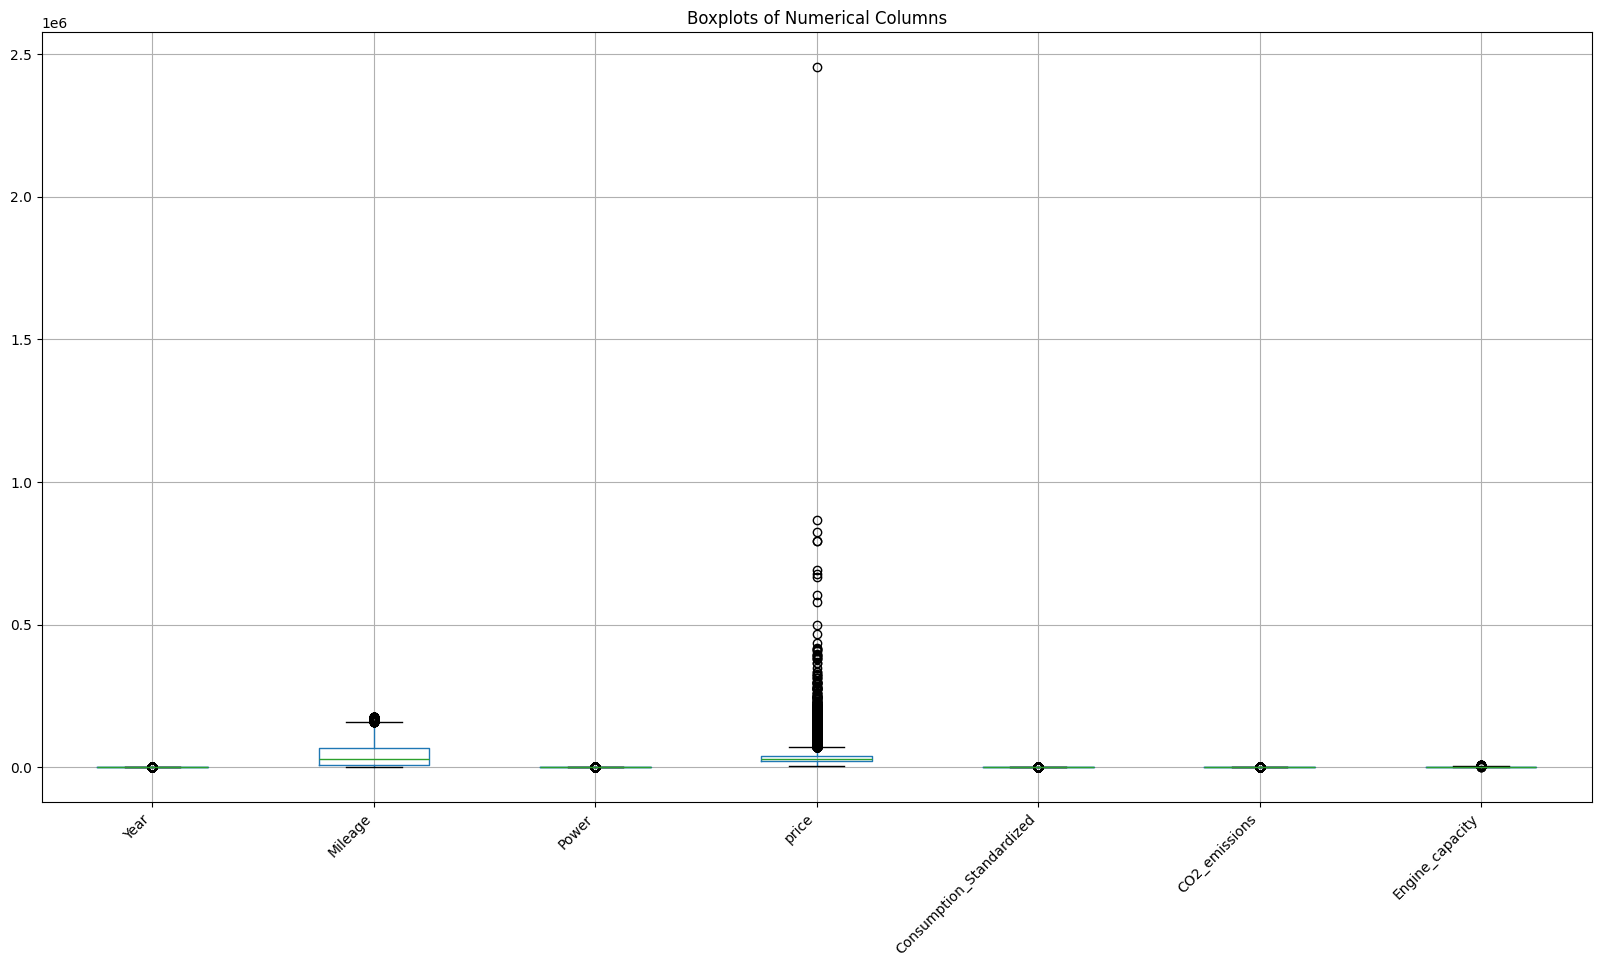 Boxplots of Numerical Columns
1e6
2.5
2.0
1.5
1.0
0.5
0.0
Year
Mileage
Power
price
Consumption_Standardized
CO2_emissions
Engine_capacity